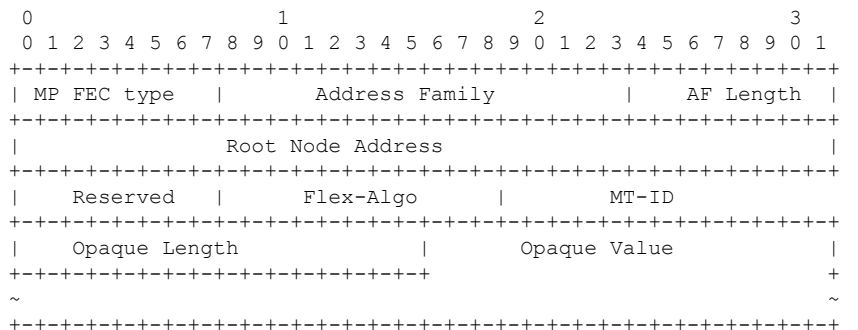 0                   1                   2                   3
 0 1 2 3 4 5 6 7 8 9 0 1 2 3 4 5 6 7 8 9 0 1 2 3 4 5 6 7 8 9 0 1
+-+-+-+-+-+-+-+-+-+-+-+-+-+-+-+-+-+-+-+-+-+-+-+-+-+-+-+-+-+-+-+-+
| MP FEC type   |       Address Family          |    AF Length  |
+-+-+-+-+-+-+-+-+-+-+-+-+-+-+-+-+-+-+-+-+-+-+-+-+-+-+-+-+-+-+-+-+
|                Root Node Address                              |
+-+-+-+-+-+-+-+-+-+-+-+-+-+-+-+-+-+-+-+-+-+-+-+-+-+-+-+-+-+-+-+-+
|    Reserved   |      Flex-Algo      |        MT-ID
+-+-+-+-+-+-+-+-+-+-+-+-+-+-+-+-+-+-+-+-+-+-+-+-+-+-+-+-+-+-+-+-+
|    Opaque Length              |       Opaque Value            |
+-+-+-+-+-+-+-+-+-+-+-+-+-+-+-+-+                               +
~                                                               ~
+-+-+-+-+-+-+-+-+-+-+-+-+-+-+-+-+-+-+-+-+-+-+-+-+-+-+-+-+-+-+-+-+